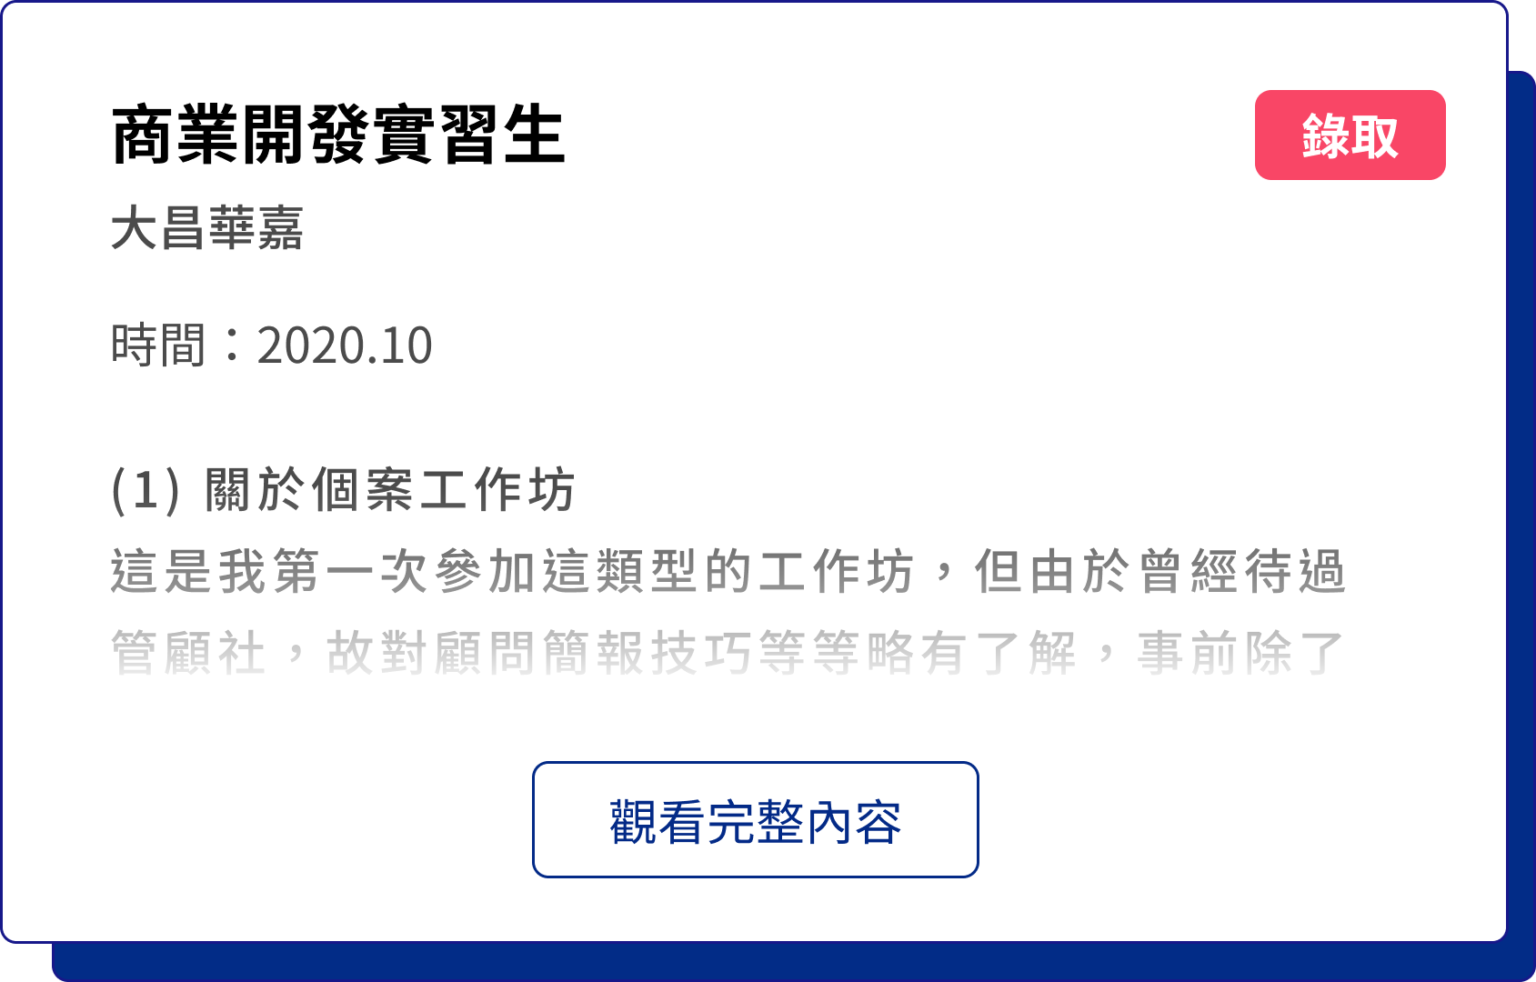 商業開發實習生
錄取
大昌華嘉
時間：2020.10
(1) 關於個案工作坊
這是我第一次參加這類型的工作坊，但由於曾經待過
管顧社，故對顧問簡報技巧等等略有了解，事前除了
觀看完整內容